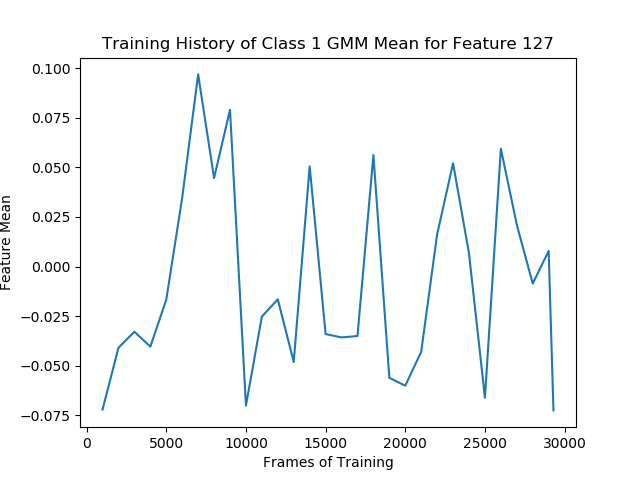 Training History of Class 1 GMM Mean for Feature 127
0.100
0.075
0.050
0.025
0.000
−0.025
−0.050
−0.075
Feature Mean
0 5000 10000 15000 20000 25000 30000
Frames of Training